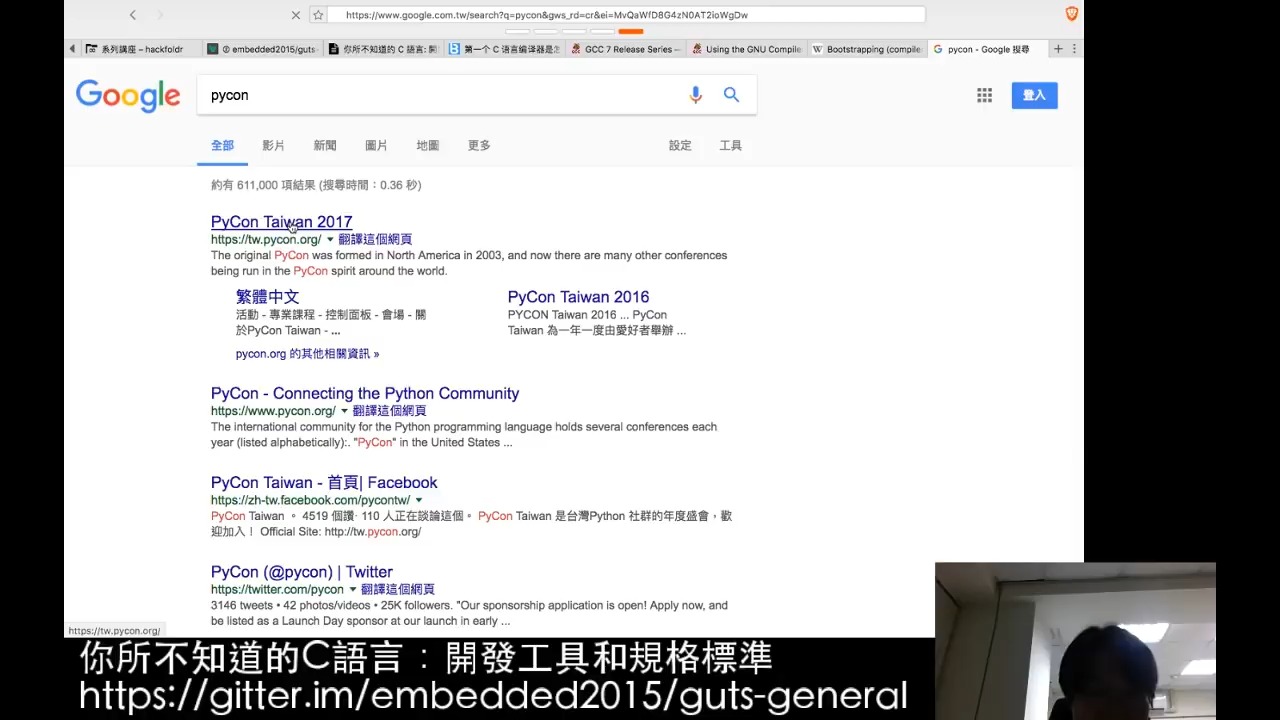 https://www.google.com.tw/search?q=pycon&gws_rd=cr&ei=MvQaWfD8G4zN0AT2ioWgDw
系列講座 – hackfoldr
embedded2015/guts-
你所不知道的 C 語言: 開
第一个 C 语言编译器是怎
GCC 7 Release Series —
Using the GNU Compile
Bootstrapping (compile
pycon - Google 搜尋
Google
pycon
登入
全部 影片 新聞 圖片 地圖 更多 設定 工具
約有 611,000 項結果 (搜尋時間:0.36 秒)
PyCon Taiwan 2017
https://tw.pycon.org/ ▼ 翻譯這個網頁
The original PyCon was formed in North America in 2003, and now there are many other conferences
being run in the PyCon spirit around the world.
繁體中文
活動 - 專業課程 - 控制面板 - 會場 - 關
於PyCon Taiwan - ...
PyCon Taiwan 2016
PYCON Taiwan 2016 ... PyCon
Taiwan 為一年一度由愛好者舉辦 ...
pycon.org 的其他相關資訊 »
PyCon - Connecting the Python Community
https://www.pycon.org/ ▼ 翻譯這個網頁
The international community for the Python programming language holds several conferences each
year (listed alphabetically):. "PyCon" in the United States ...
PyCon Taiwan - 首頁| Facebook
https://zh-tw.facebook.com/pycontw/ ▼
PyCon Taiwan 。 4519 個讚· 110 人正在談論這個。 PyCon Taiwan 是台灣Python 社群的年度盛會,歡
迎加入! Official Site: http://tw.pycon.org/
PyCon (@pycon) | Twitter
https://twitter.com/pycon ▼ 翻譯這個網頁
3146 tweets • 42 photos/videos • 25K followers. "Our sponsorship application is open! Apply now, and
be listed as a Launch Day sponsor at our launch in early ...
https://tw.pycon.org/
你所不知道的C語言:開發工具和規格標準
https://gitter.im/embedded2015/guts-general